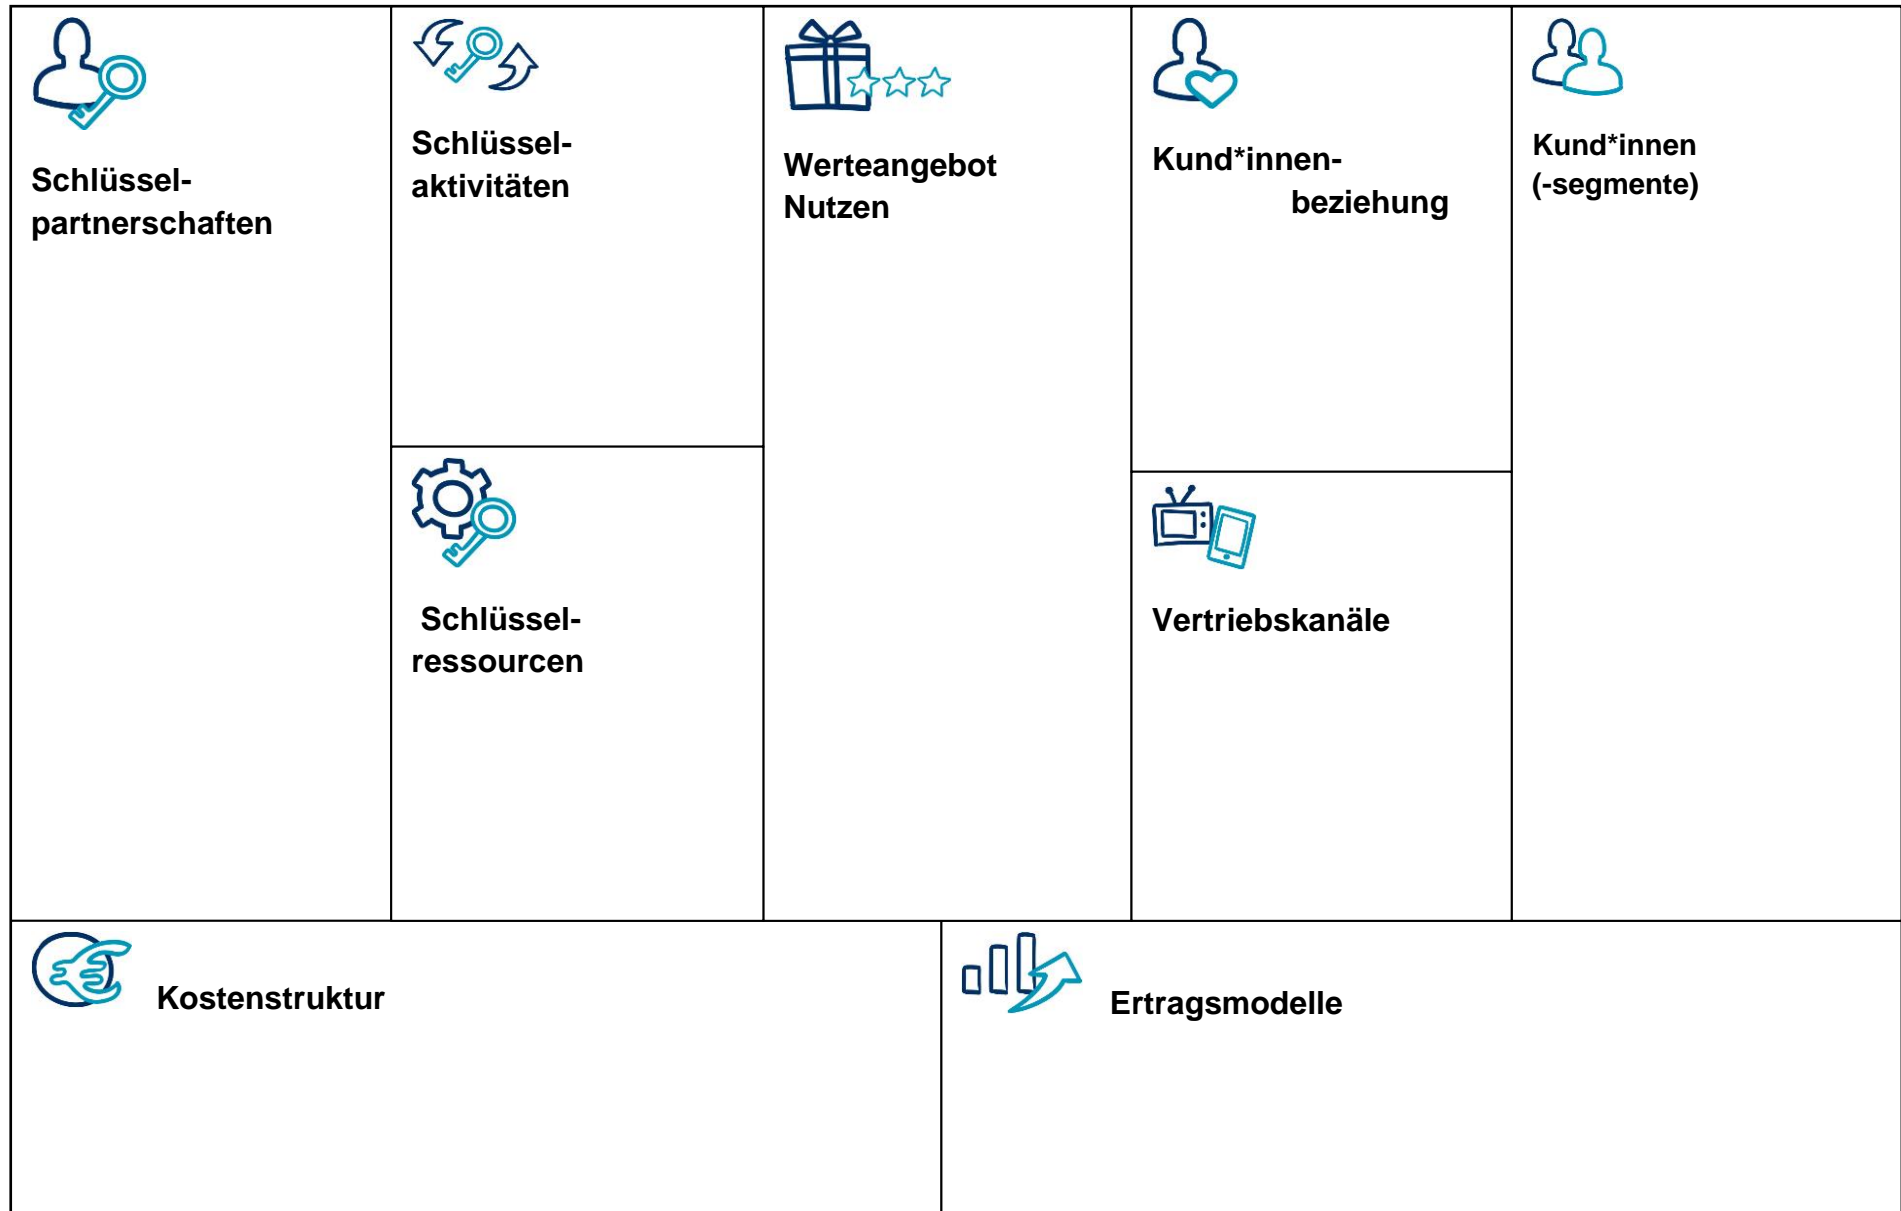 Schlüssel-
partnerschaften
Schlüssel-
aktivitäten
Schlüssel-
ressourcen
Werteangebot
Nutzen
Kund*innen-
beziehung
Vertriebskanäle
Kund*innen
(-segmente)
Kostenstruktur
Ertragsmodelle